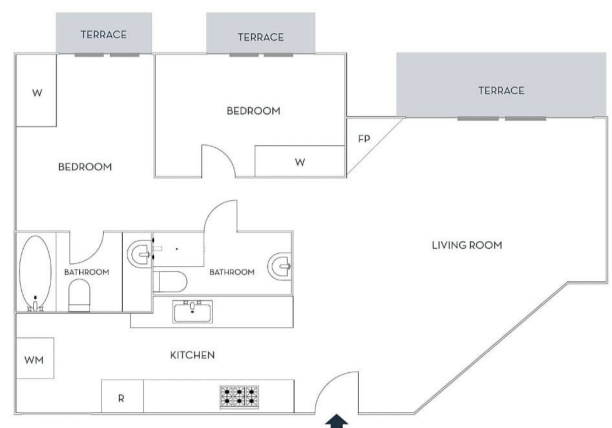 TERRACE
TERRACE
TERRACE
W
BEDROOM
FP
W
BEDROOM
LIVING ROOM
BATHROOM
BATHROOM
WM
KITCHEN
R